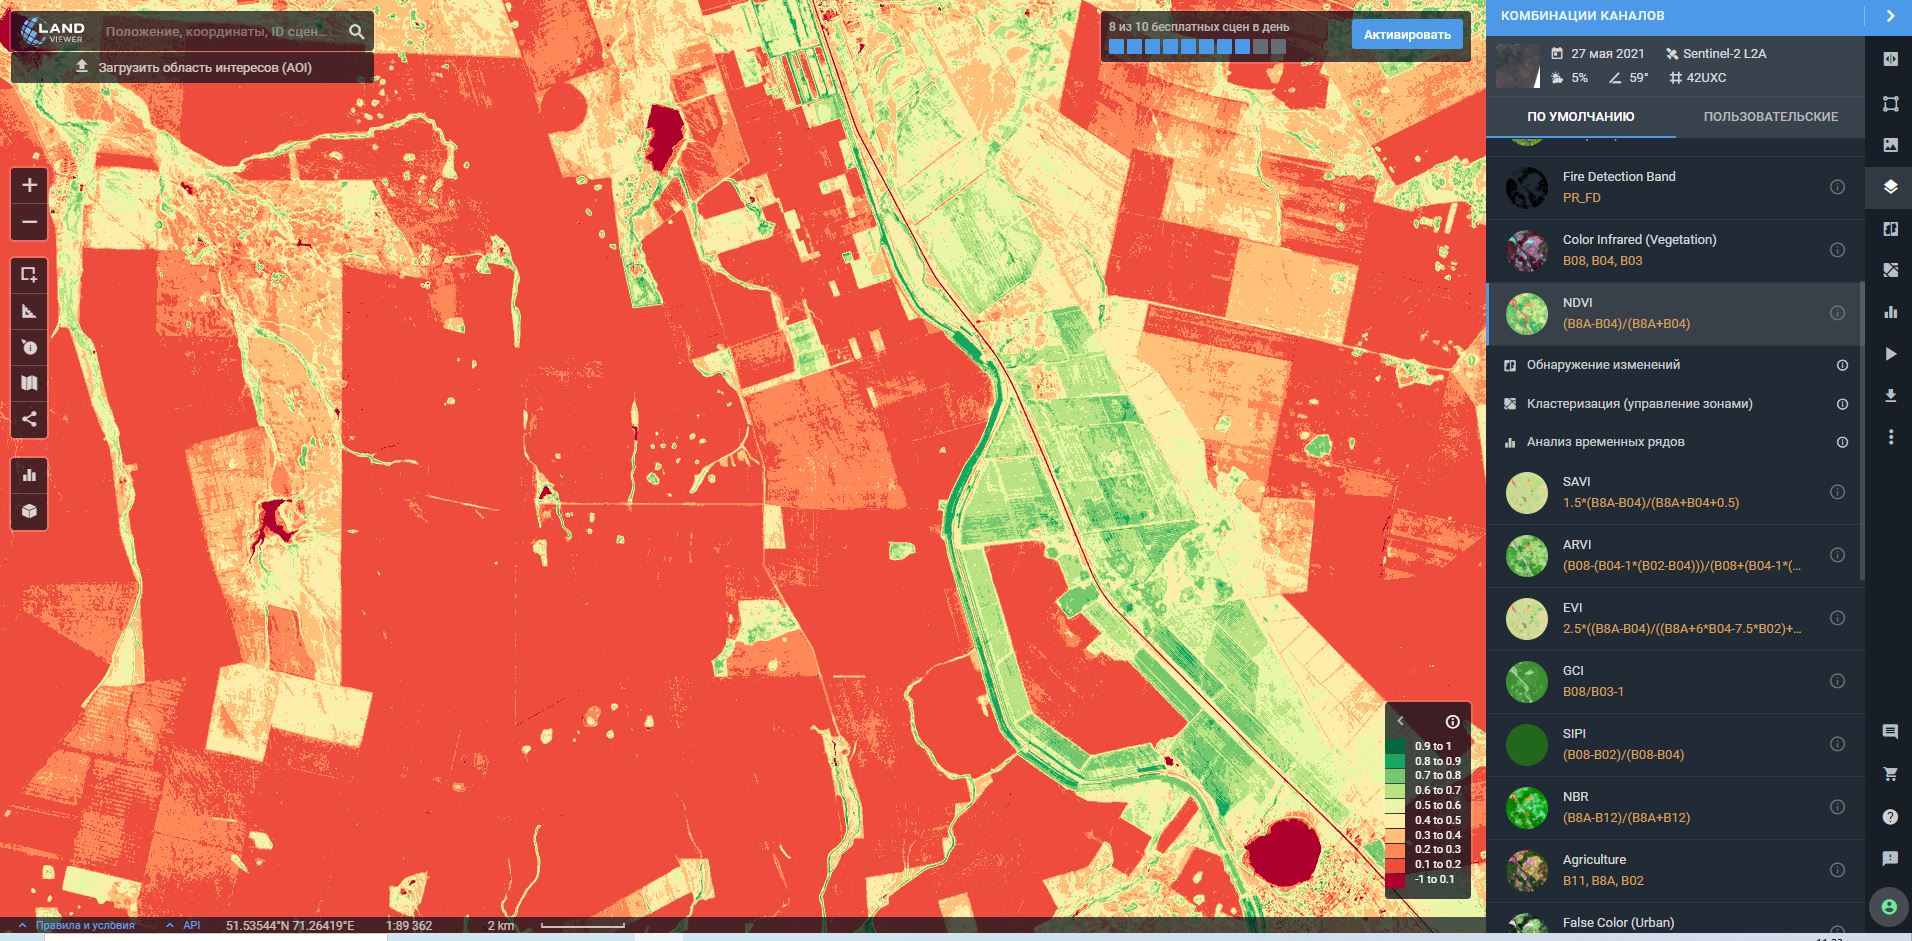 LAND
VIEWER
Положение, координаты, ID сцен...
Загрузить область интересов (AOI)
8 из 10 бесплатных сцен в день
Активировать
КОМБИНАЦИИ КАНАЛОВ
27 мая 2021
Sentinel-2 L2A
5%
59°
42UXC
ПО УМОЛЧАНИЮ
ПОЛЬЗОВАТЕЛЬСКИЕ
Fire Detection Band
PR_FD
Color Infrared (Vegetation)
B08, B04, B03
NDVI
(B8A-B04)/(B8A+B04)
Обнаружение изменений
Кластеризация (управление зонами)
Анализ временных рядов
SAVI
1.5*(B8A-B04)/(B8A+B04+0.5)
ARVI
(B08-(B04-1*(B02-B04)))/(B08+(B04-1*(...
EVI
2.5*((B8A-B04)/((B8A+6*B04-7.5*B02)+...
GCI
B08/B03-1
SIPI
(B08-B02)/(B08-B04)
NBR
(B8A-B12)/(B8A+B12)
Agriculture
B11, B8A, B02
False Color (Urban)
0.9 to 1
0.8 to 0.9
0.7 to 0.8
0.6 to 0.7
0.5 to 0.6
0.4 to 0.5
0.3 to 0.4
0.2 to 0.3
0.1 to 0.2
-1 to 0.1
Правила и условия
API
51.53544°N 71.26419°E
1:89 362
2 km